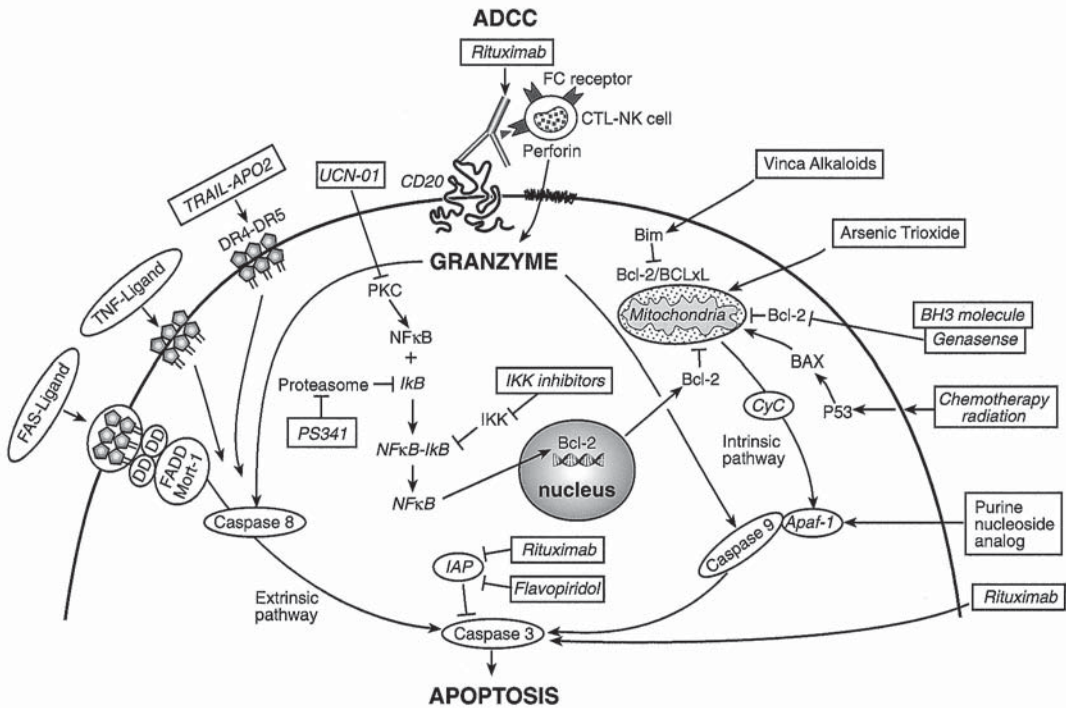 ADCC
Rituximab
FC receptor
CTL-NK cell
Perforin
CD20
UCN-01
TRAIL-APO2
DR4-DR5
TNF-Ligand
FAS-Ligand
Vinca Alkaloids
Bim
Bcl-2/BCLxL
Arsenic Trioxide
GRANZYME
PKC
NFκB
+
Proteasome
IkB
PS341
IKK inhibitors
IKK
NFκB-IkB
NFκB
Bcl-2
nucleus
Mitochondria
Bcl-2
BH3 molecule
Genasense
BAX
Bcl-2
P53
Chemotherapy
radiation
CyC
Intrinsic
pathway
DD
DD
DD
FADD
Mort-1
Caspase 8
Caspase 9
Apaf-1
Purine
nucleoside
analog
IAP
Rituximab
Flavopiridol
Extrinsic
pathway
Rituximab
Caspase 3
APOPTOSIS